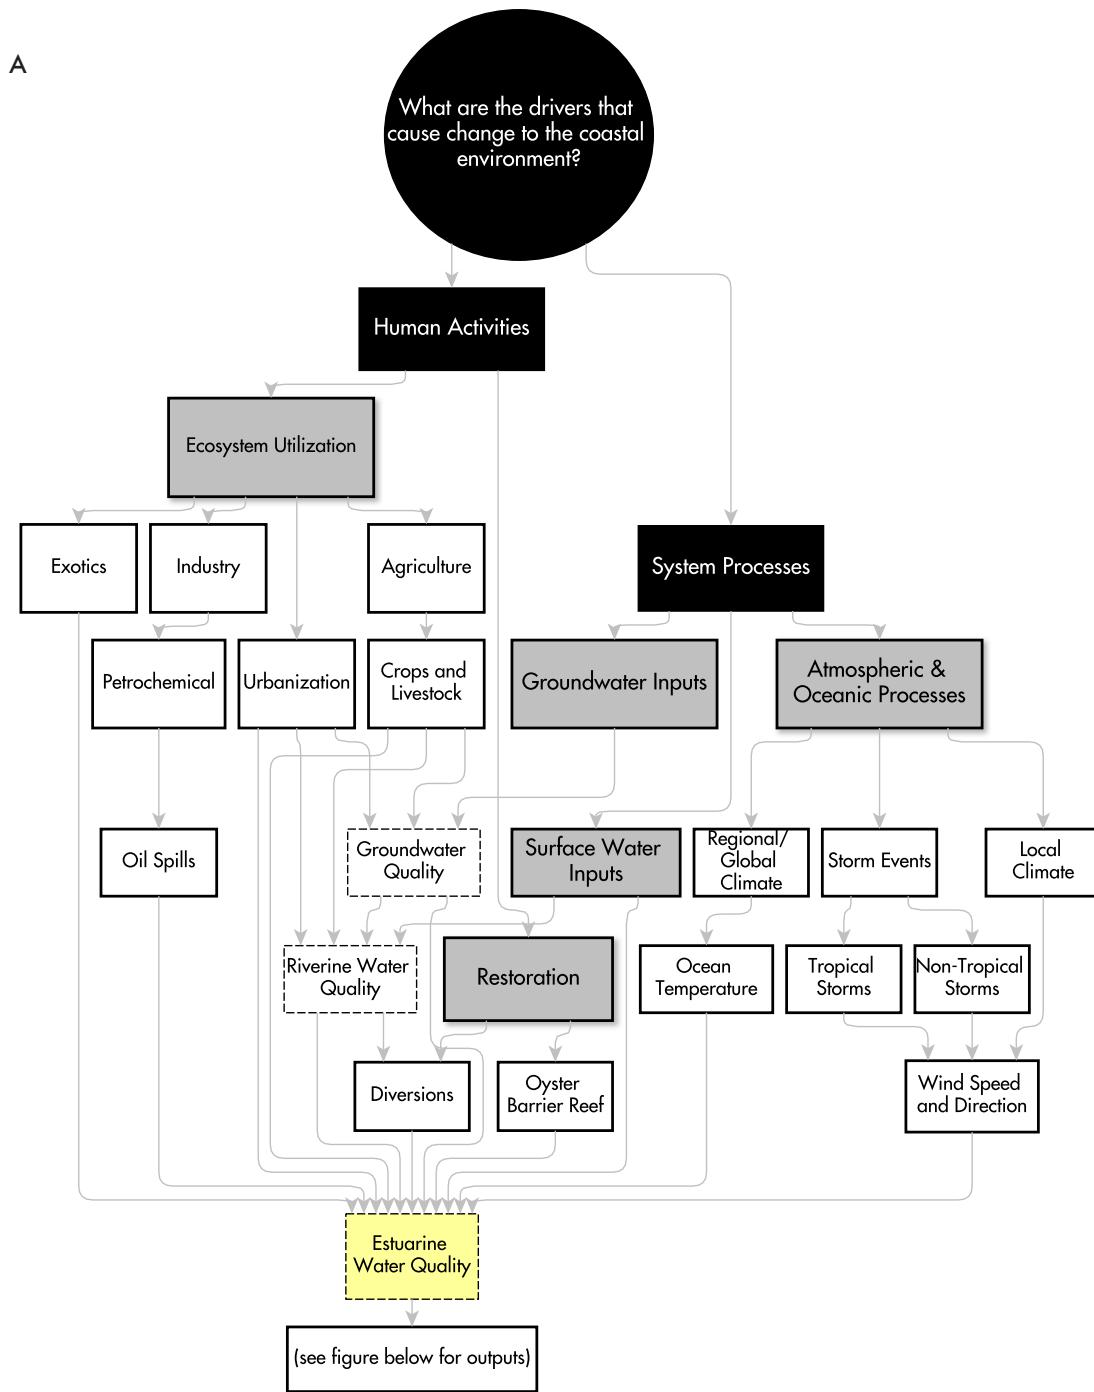 A
What are the drivers that
cause change to the coastal
environment?
Human Activities
Ecosystem Utilization
Exotics
Industry
Agriculture
System Processes
Petrochemical
Urbanization
Crops and
Livestock
Groundwater Inputs
Atmospheric &
Oceanic Processes
Oil Spills
Groundwater
Quality
Surface Water
Inputs
Regional/
Global
Climate
Storm Events
Local
Climate
Riverine Water
Quality
Restoration
Ocean
Temperature
Tropical
Storms
Non-Tropical
Storms
Diversions
Oyster
Barrier Reef
Wind Speed
and Direction
Estuarine
Water Quality
(see figure below for outputs)